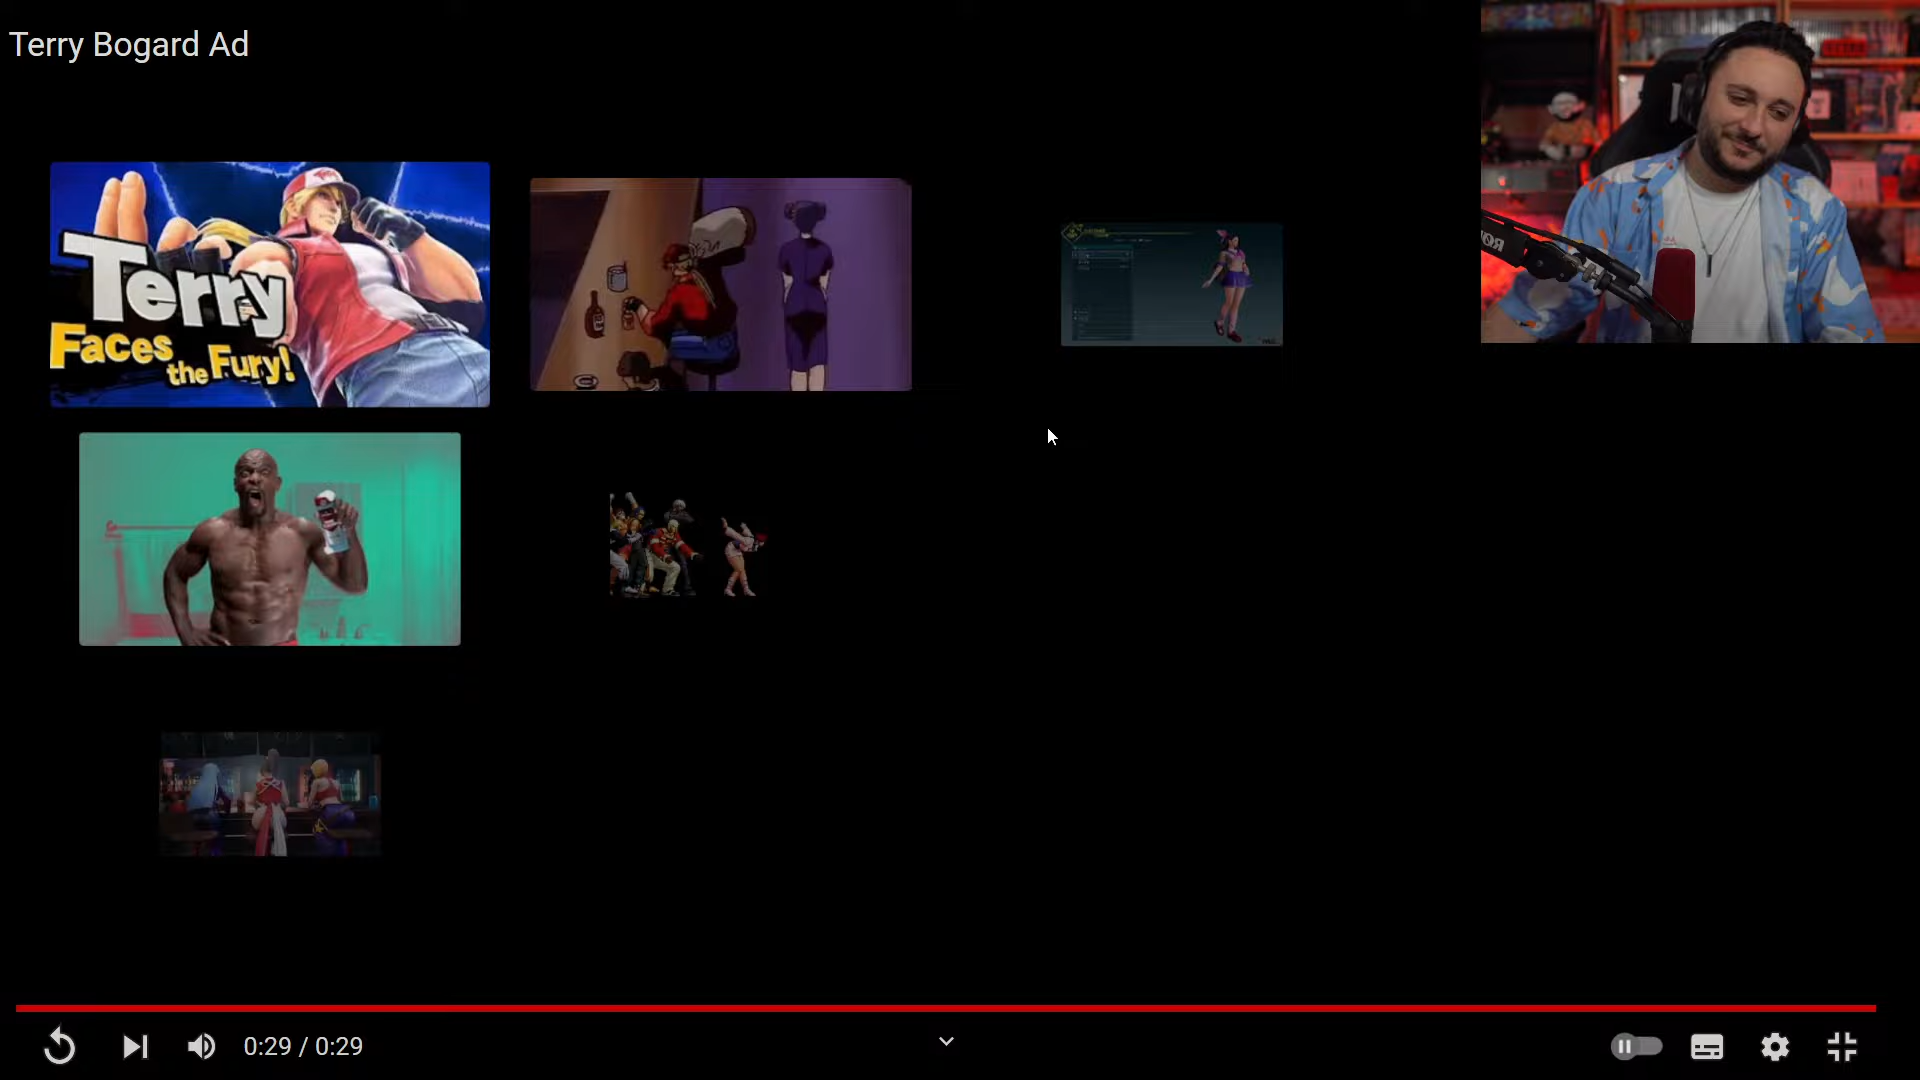 Terry Bogard Ad
Terry
Faces
the Fury!
0:29 / 0:29